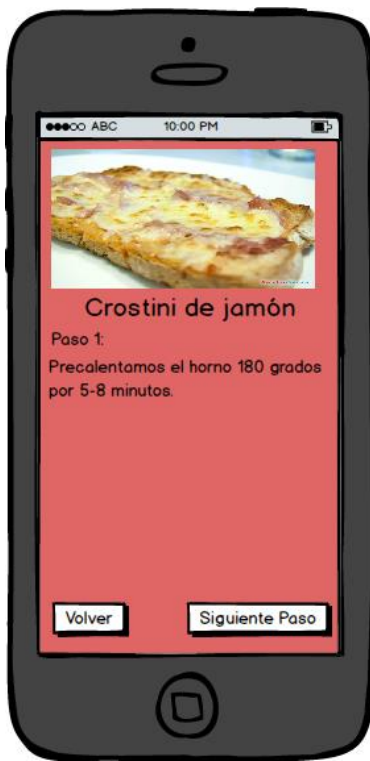 ABC 10:00 PM
Crostini de jamón
Paso 1:
Precalentamos el horno 180 grados
por 5-8 minutos.
Volver Siguiente Paso